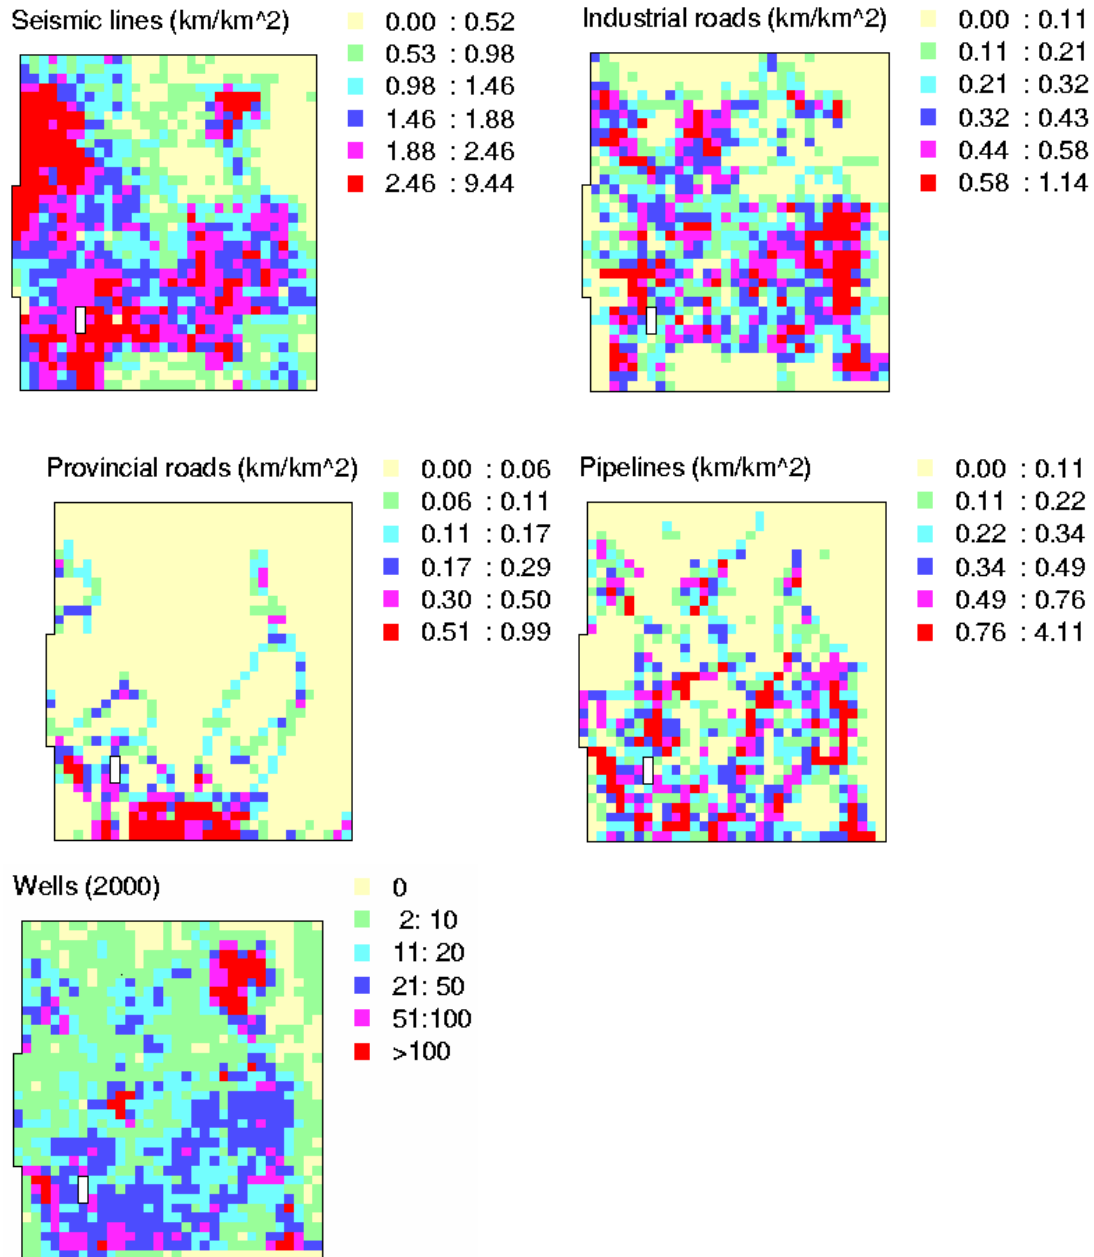 Seismic lines (km/km^2)
0.00 : 0.52
0.53 : 0.98
0.98 : 1.46
1.46 : 1.88
1.88 : 2.46
2.46 : 9.44
Industrial roads (km/km^2)
0.00 : 0.11
0.11 : 0.21
0.21 : 0.32
0.32 : 0.43
0.44 : 0.58
0.58 : 1.14
Provincial roads (km/km^2)
0.00 : 0.06
0.06 : 0.11
0.11 : 0.17
0.17 : 0.29
0.30 : 0.50
0.51 : 0.99
Pipelines (km/km^2)
0.00 : 0.11
0.11 : 0.22
0.22 : 0.34
0.34 : 0.49
0.49 : 0.76
0.76 : 4.11
Wells (2000)
0
2: 10
11: 20
21: 50
51:100
>100